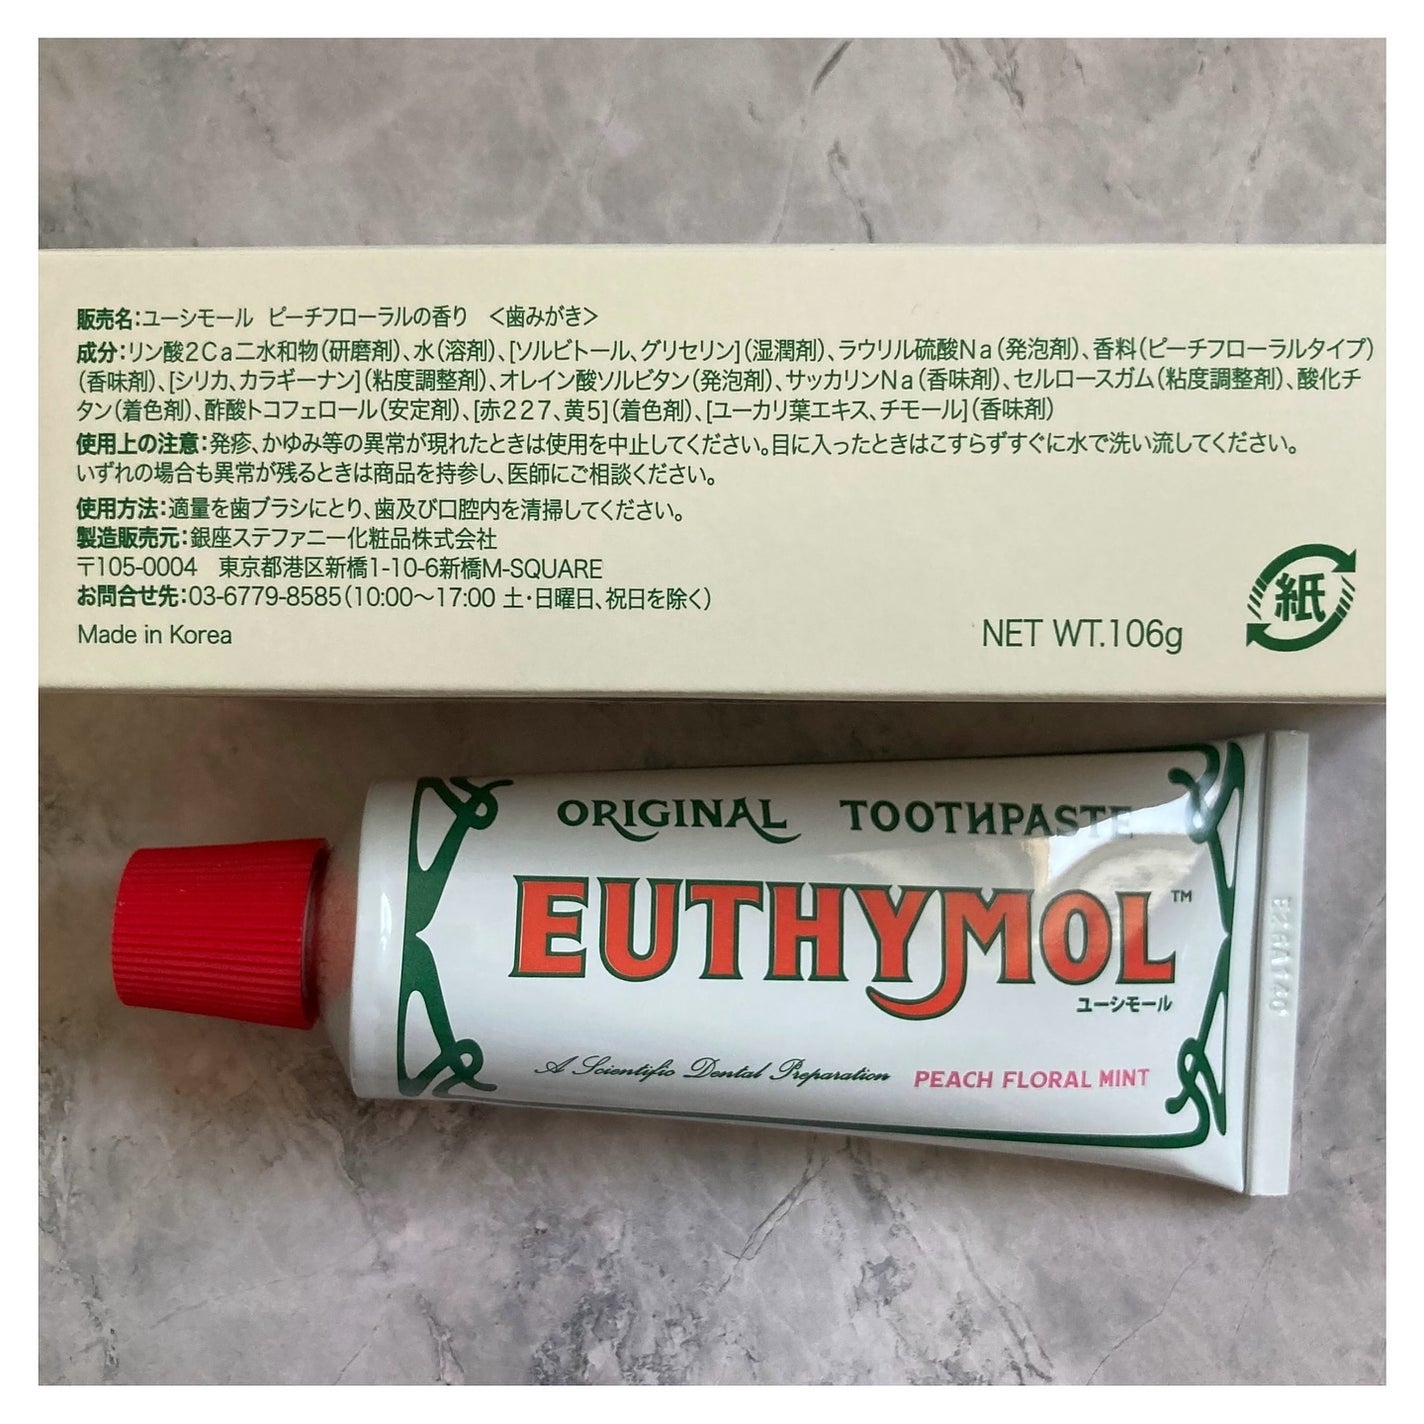 販売名:ユーシモール ピーチフローラルの香り <歯みがき>
成分:リン酸2Ca二水和物(研磨剤)、水(溶剤)、[ソルビトール、グリセリン](湿潤剤)、ラウリル硫酸Na(発泡剤)、香料(ピーチフローラルタイプ)
(香味剤)、[シリカ、カラギーナン](粘度調整剤)、オレイン酸ソルビタン(発泡剤)、サッカリンNa(香味剤)、セルロースガム(粘度調整剤)、酸化チ
タン(着色剤)、酢酸トコフェロール(安定剤)、[赤227、黄5](着色剤)、[ユーカリ葉エキス、チモール](香味剤)
使用上の注意:発疹、かゆみ等の異常が現れたときは使用を中止してください。目に入ったときはこすらずすぐに水で洗い流してください。
いずれの場合も異常が残るときは商品を持参し、医師にご相談ください。
使用方法:適量を歯ブラシにとり、歯及び口腔内を清掃してください。
製造販売元:銀座ステファニー化粧品株式会社
〒105-0004 東京都港区新橋1-10-6新橋M-SQUARE
お問合せ先:03-6779-8585(10:00～17:00 土・日曜日、祝日を除く)
Made in Korea
NET WT.106g
紙
ORIGINAL TOOTHPASTE
EUTHYMOL™
ユーシモール
A Scientific Dental Preparation
PEACH FLORAL MINT